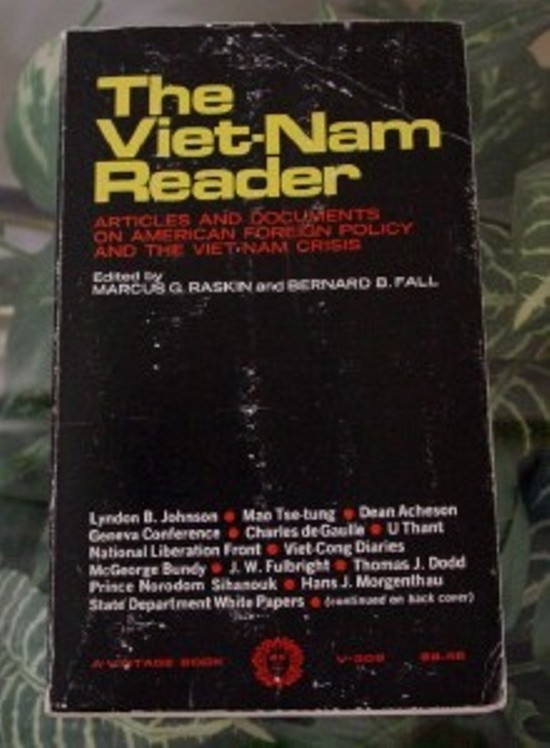 The
Viet-Nam
Reader
ARTICLES AND DOCUMENTS
ON AMERICAN FOREIGN POLICY
AND THE VIET-NAM CRISIS
Edited by
MARCUS G. RASKIN and BERNARD B. FALL
Lyndon B. Johnson • Mao Tse-tung • Dean Acheson
Geneva Conference • Charles deGaulle • U Thant
National Liberation Front • Viet-Cong Diaries
McGeorge Bundy • J. W. Fulbright • Thomas J. Dodd
Prince Norodom Sihanouk • Hans J. Morgenthau
State Department White Papers • (continued on back cover)
A VINTAGE BOOK